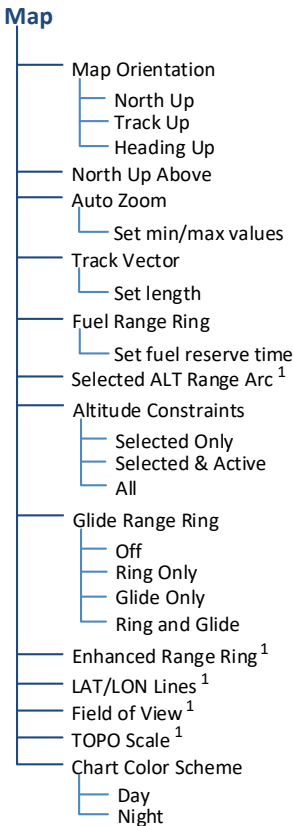 Map
Map Orientation
North Up
Track Up
Heading Up
North Up Above
Auto Zoom
Set min/max values
Track Vector
Set length
Fuel Range Ring
Set fuel reserve time
Selected ALT Range Arc 1
Altitude Constraints
Selected Only
Selected & Active
All
Glide Range Ring
Off
Ring Only
Glide Only
Ring and Glide
Enhanced Range Ring 1
LAT/LON Lines 1
Field of View 1
TOPO Scale 1
Chart Color Scheme
Day
Night